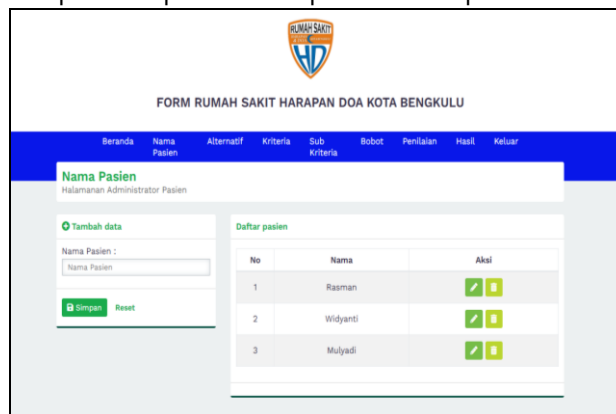 RUMAH SAKIT
HD
FORM RUMAH SAKIT HARAPAN DOA KOTA BENGKULU
Beranda Nama Pasien Alternatif Kriteria Sub Kriteria Bobot Penilaian Hasil Keluar
Nama Pasien
Halamanan Administrator Pasien
Tambah data
Nama Pasien :
Nama Pasien
Simpan Reset
Daftar pasien
No Nama Aksi
1 Rasman
2 Widyanti
3 Mulyadi